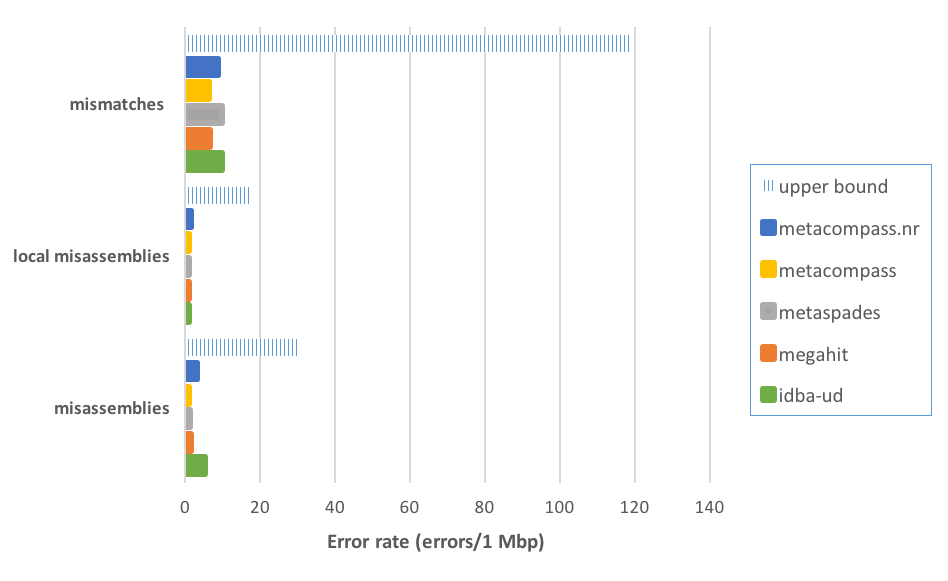 mismatches
local misassemblies
misassemblies
0 20 40 60 80 100 120 140
Error rate (errors/1 Mbp)
upper bound
metacompass.nr
metacompass
metaspades
megahit
idba-ud